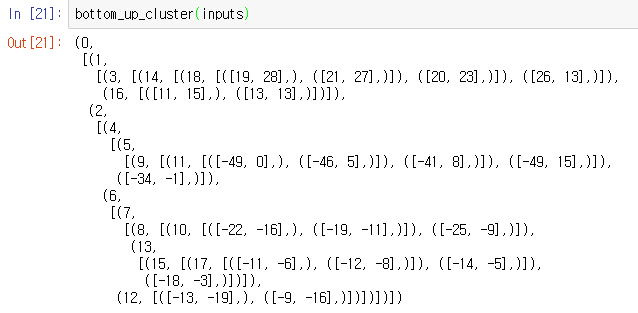 In [21]: bottom_up_cluster(inputs)
Out[21]: (0,
[(1,
[(3, [(14, [(18, [([19, 28],), ([21, 27],)]), ([20, 23],)]), ([26, 13],)]),
(16, [([11, 15],), ([13, 13],)])]),
(2,
[(4,
[(5,
[(9, [(11, [([-49, 0],), ([-46, 5],)]), ([-41, 8],)]), ([-49, 15],)]),
([-34, -1],)]),
(6,
[(7,
[(8, [(10, [([-22, -16],), ([-19, -11],)]), ([-25, -9],)]),
(13,
[(15, [(17, [([-11, -6],), ([-12, -8],)]), ([-14, -5],)]),
([-18, -3],)])]),
(12, [([-13, -19],), ([-9, -16],)])])])])